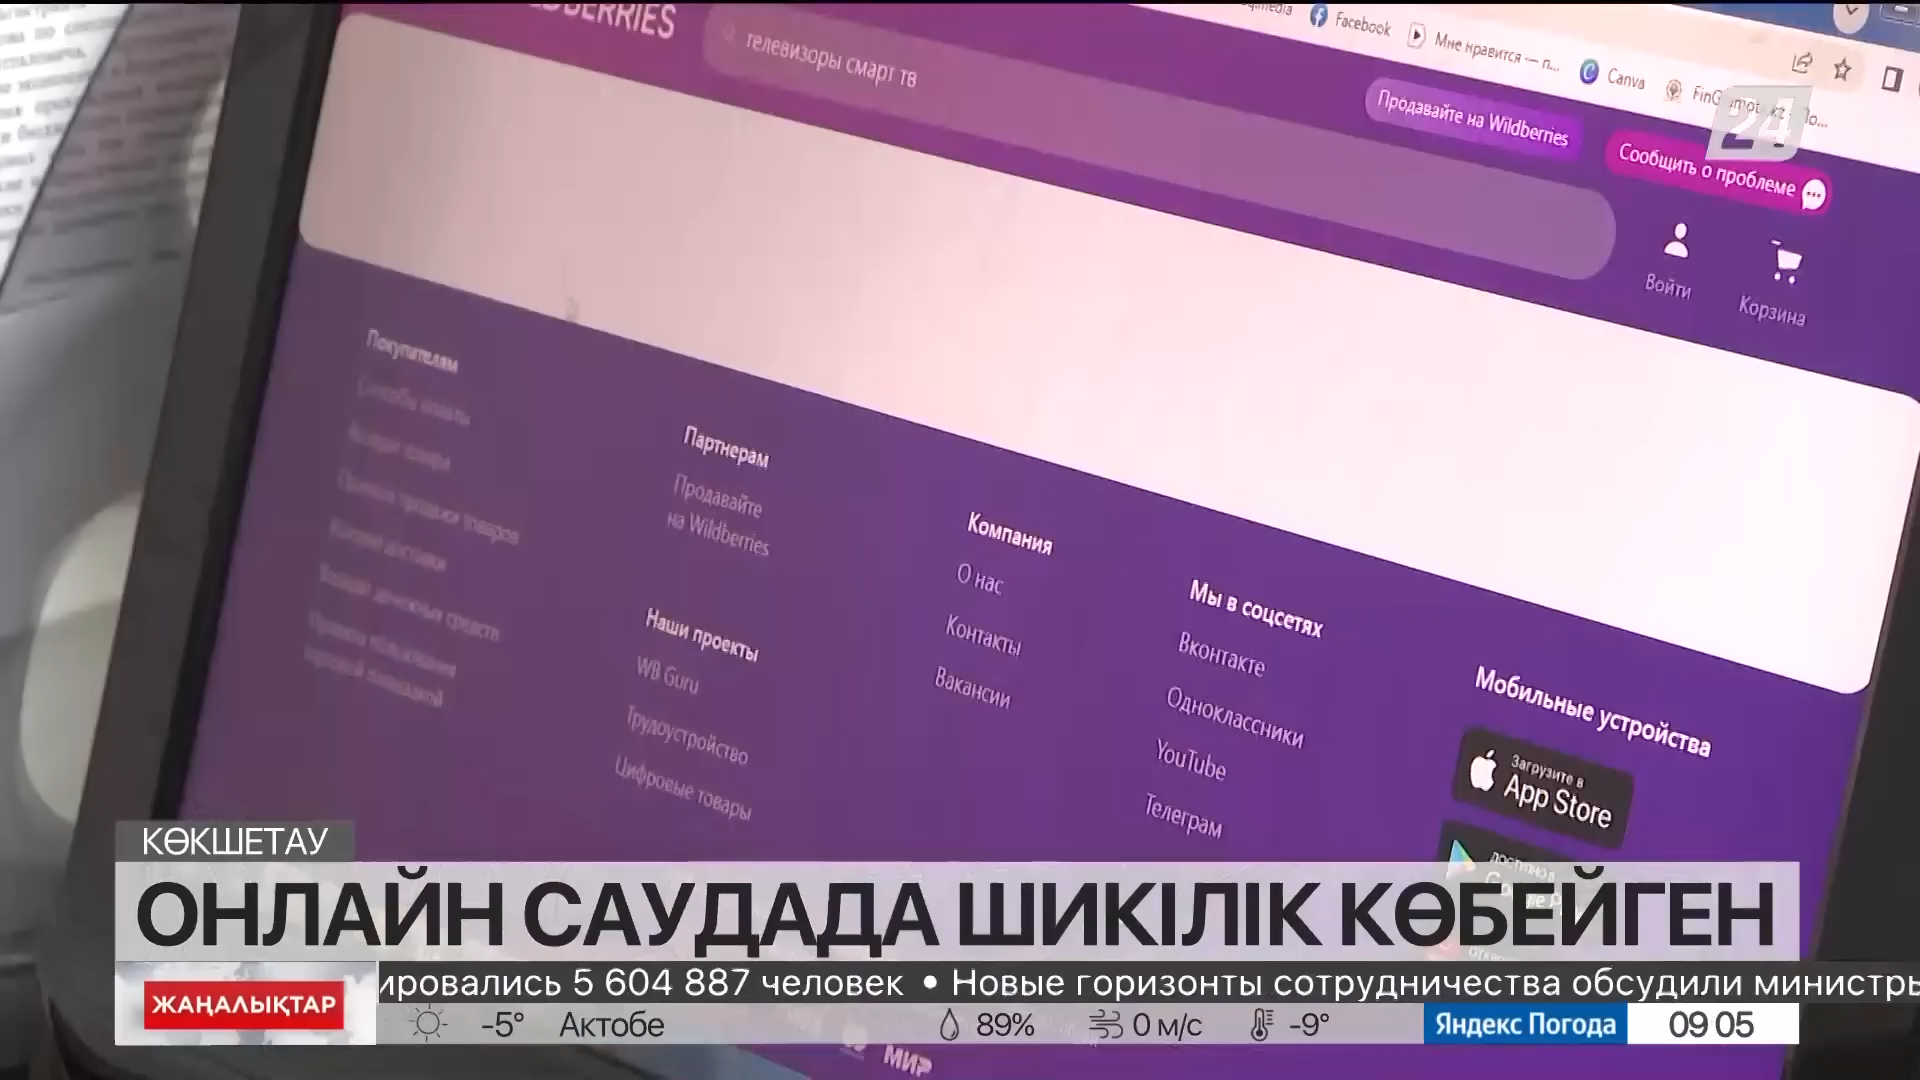 Facebook
Мне нравится — п...
Canva
24
DBERRIES
телевизоры смарт тв
Продавайте на Wildberries
Сообщить о проблеме
Войти
Корзина
Покупателям
Партнерам
Продавайте
на Wildberries
Наши проекты
WB Guru
Трудоустройство
Цифровые товары
Компания
О нас
Контакты
Вакансии
Мы в соцсетях
Вконтакте
Одноклассники
YouTube
Телеграм
Мобильные устройства
Загрузите в
App Store
КӨКШЕТАУ
ОНЛАЙН САУДАДА ШИКІЛІК КӨБЕЙГЕН
ЖАҢАЛЫҚТАР
ировались 5 604 887 человек • Новые горизонты сотрудничества обсудили министры
-5° Актобе 89% 0 м/с -9° Яндекс Погода 09 05
МИР